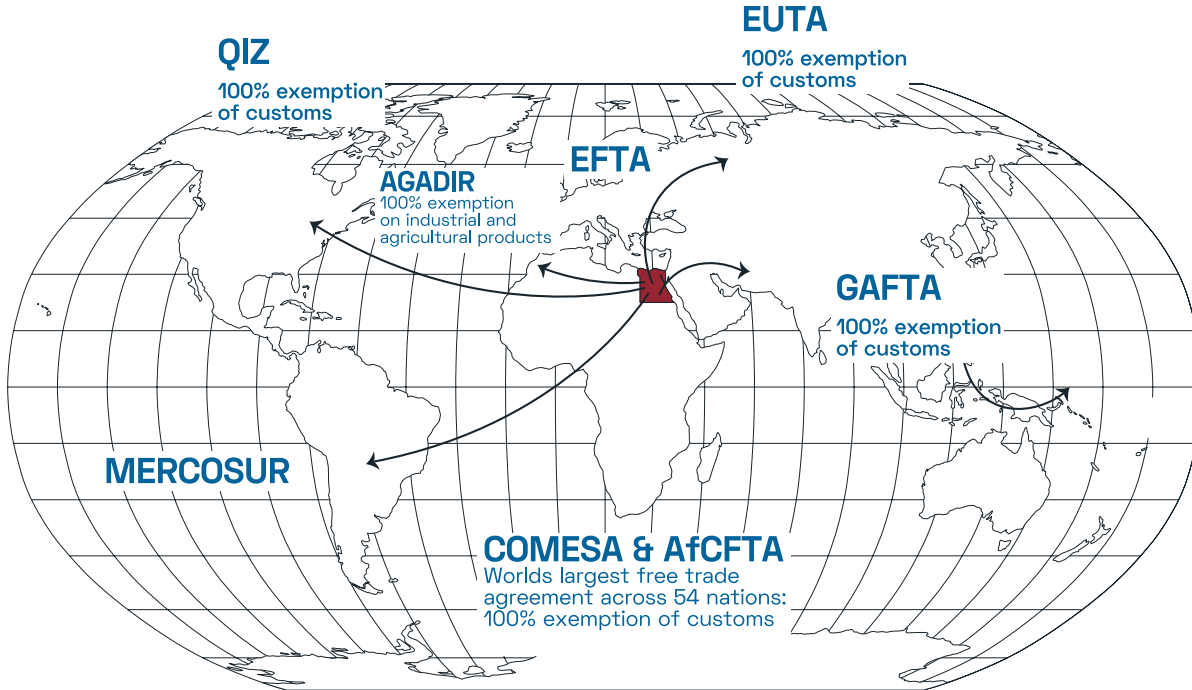 QIZ
100% exemption
of customs
EUTA
100% exemption
of customs
EFTA
AGADIR
100% exemption
on industrial and
agricultural products
GAFTA
100% exemption
of customs
MERCOSUR
COMESA & AfCFTA
Worlds largest free trade
agreement across 54 nations:
100% exemption of customs